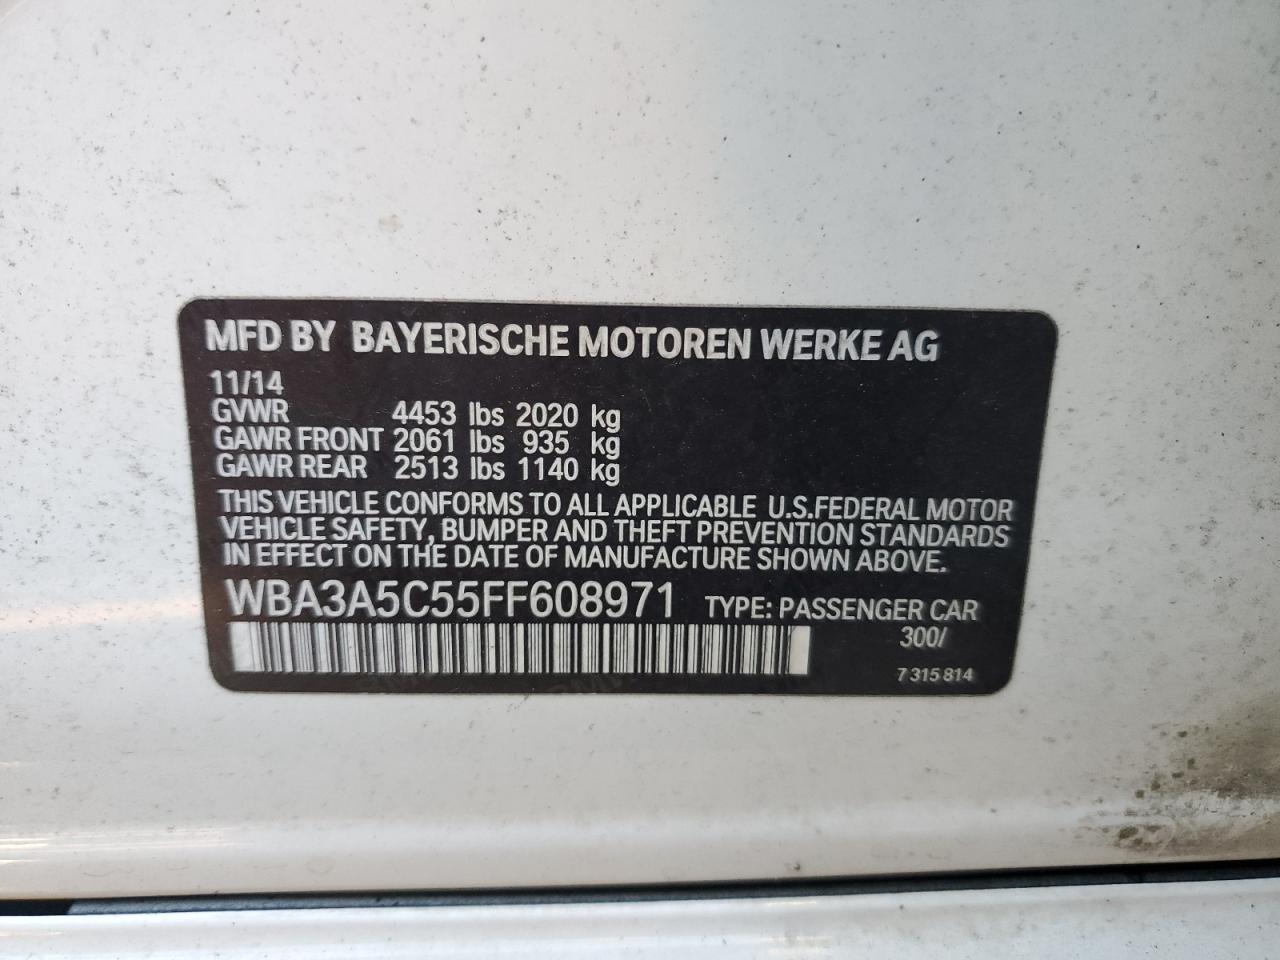 MFD BY BAYERISCHE MOTOREN WERKE AG
11/14
GVWR 4453 lbs 2020 kg
GAWR FRONT 2061 lbs 935 kg
GAWR REAR 2513 lbs 1140 kg
THIS VEHICLE CONFORMS TO ALL APPLICABLE U.S.FEDERAL MOTOR
VEHICLE SAFETY, BUMPER AND THEFT PREVENTION STANDARDS
IN EFFECT ON THE DATE OF MANUFACTURE SHOWN ABOVE.
WBA3A5C55FF608971 TYPE: PASSENGER CAR
300/
7 315 814